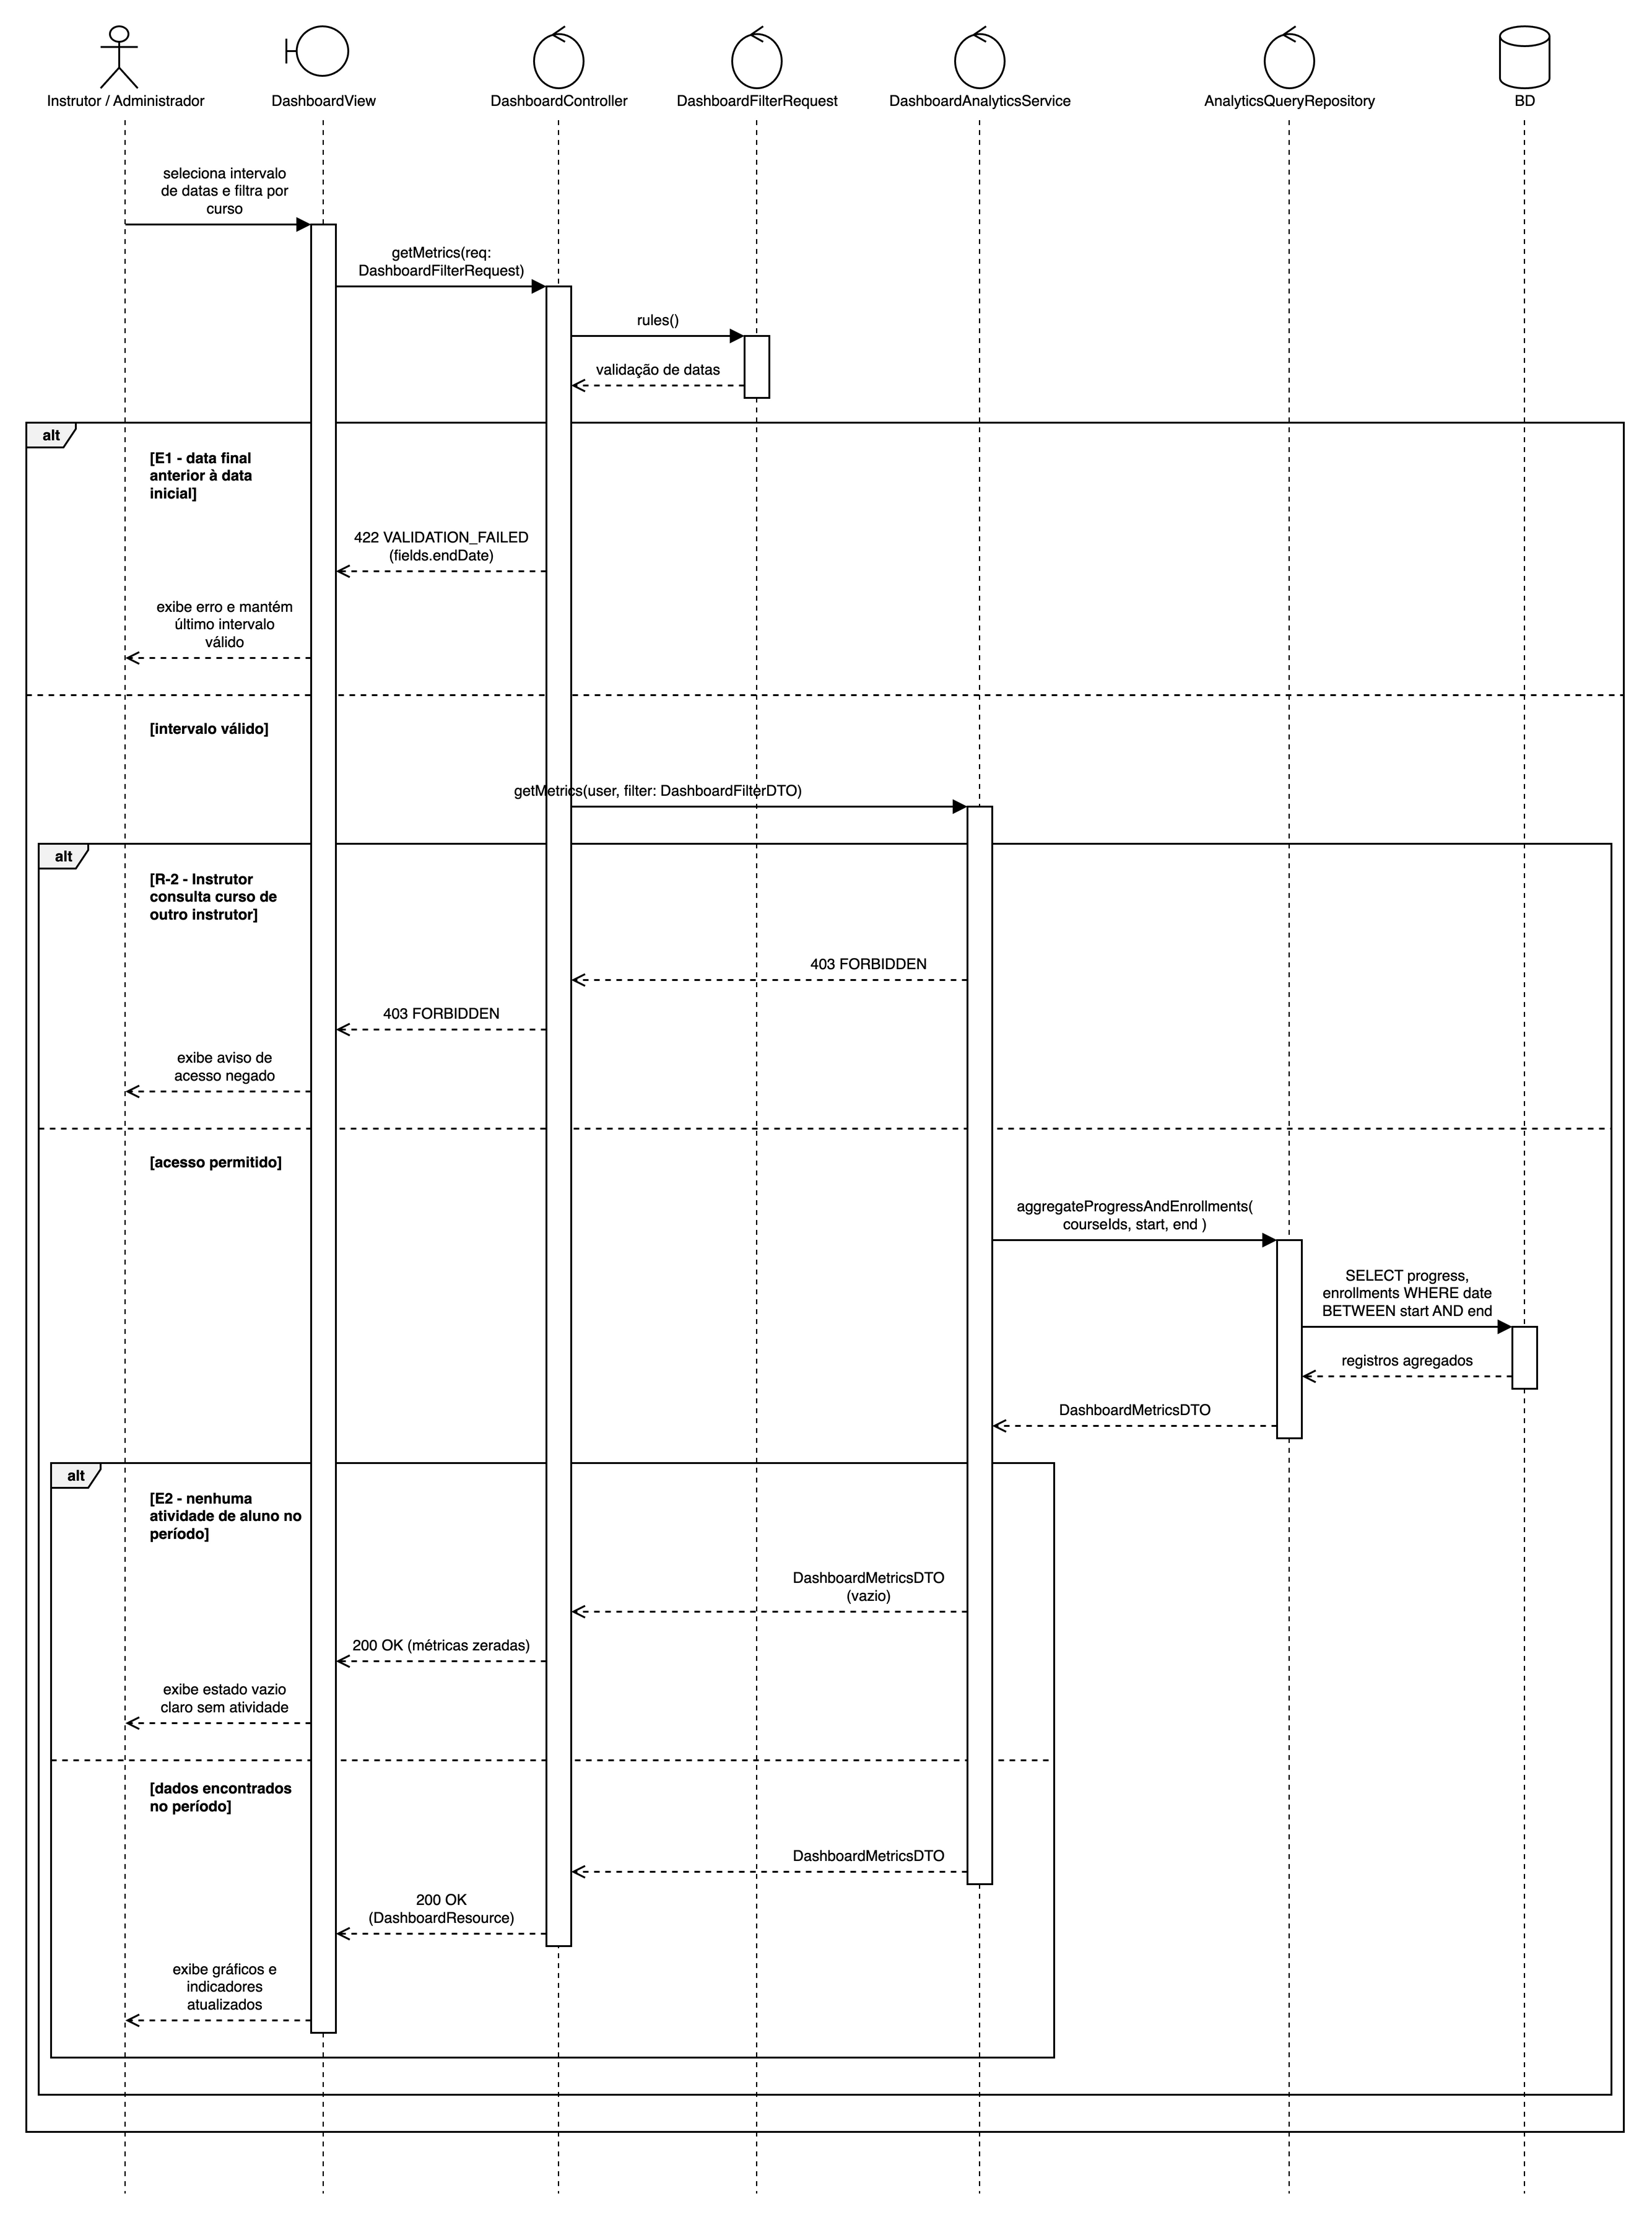 Instrutor / Administrador
DashboardView
DashboardController
DashboardFilterRequest
DashboardAnalyticsService
AnalyticsQueryRepository
BD
seleciona intervalo
de datas e filtra por
curso
getMetrics(req:
DashboardFilterRequest)
rules()
validação de datas
alt
[E1 - data final
anterior à data
inicial]
422 VALIDATION_FAILED
(fields.endDate)
exibe erro e mantém
último intervalo
válido
[intervalo válido]
getMetrics(user, filter: DashboardFilterDTO)
alt
[R-2 - Instrutor
consulta curso de
outro instrutor]
403 FORBIDDEN
403 FORBIDDEN
exibe aviso de
acesso negado
[acesso permitido]
aggregateProgressAndEnrollments(
courseIds, start, end )
SELECT progress,
enrollments WHERE date
BETWEEN start AND end
registros agregados
DashboardMetricsDTO
alt
[E2 - nenhuma
atividade de aluno no
período]
DashboardMetricsDTO
(vazio)
200 OK (métricas zeradas)
exibe estado vazio
claro sem atividade
[dados encontrados
no período]
DashboardMetricsDTO
200 OK
(DashboardResource)
exibe gráficos e
indicadores
atualizados